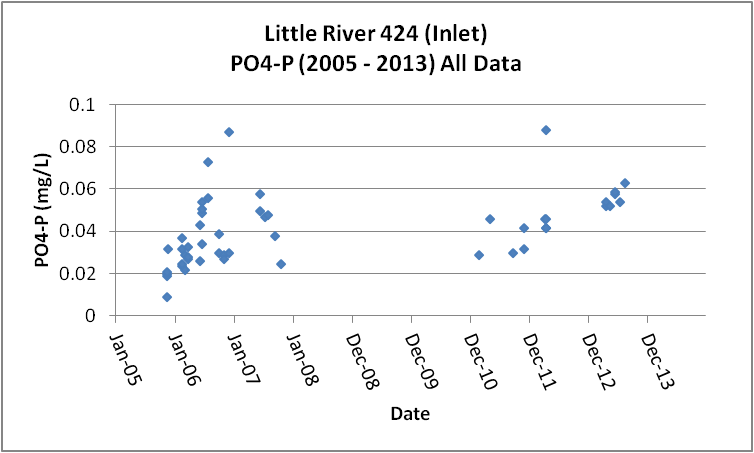 Little River 424 (Inlet)
PO4-P (2005 - 2013) All Data
PO4-P (mg/L)
0.1
0.08
0.06
0.04
0.02
0
Jan-05
Jan-06
Jan-07
Jan-08
Dec-08
Dec-09
Dec-10
Dec-11
Dec-12
Dec-13
Date